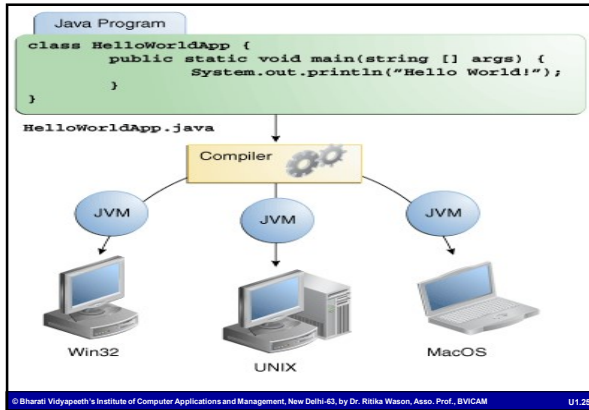 Java Program
class HelloWorldApp {
public static void main(string [] args) {
System.out.println("Hello World!");
}
}
HelloWorldApp.java
Compiler
JVM JVM JVM
Win32 UNIX MacOS
© Bharati Vidyapeeth's Institute of Computer Applications and Management, New Delhi-63, by Dr. Ritika Wason, Asso. Prof., BVICAM U1.25